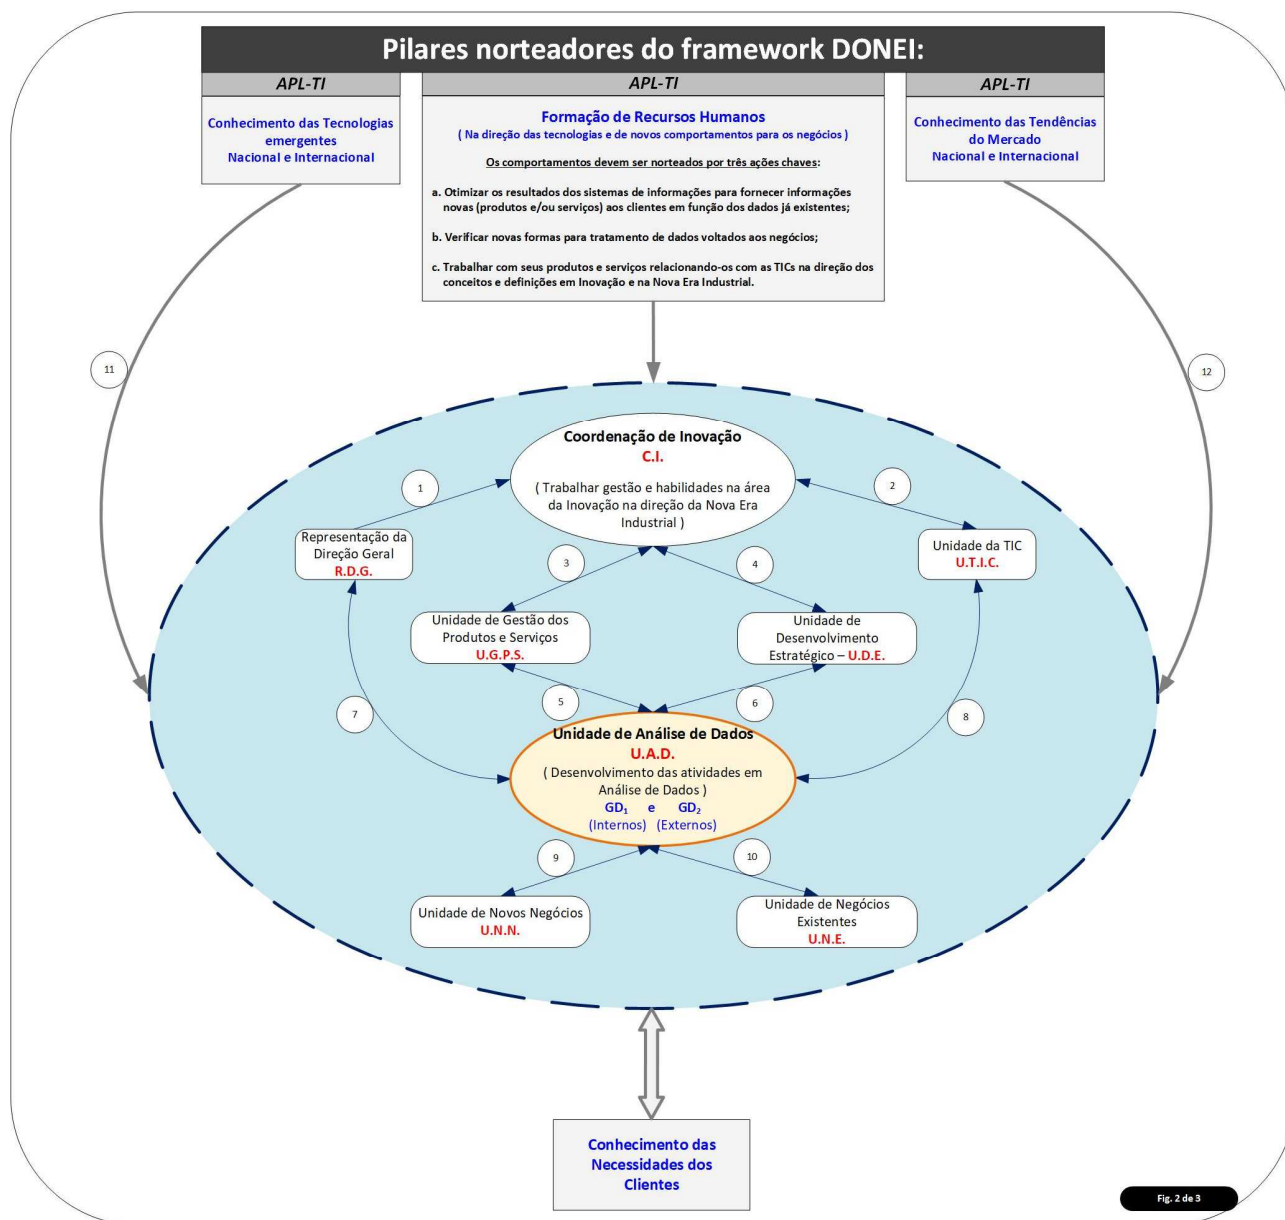 Pilares norteadores do framework DONEI:
APL-TI
Conhecimento das Tecnologias
emergentes
Nacional e Internacional
APL-TI
Formação de Recursos Humanos
( Na direção das tecnologias e de novos comportamentos para os negócios )
Os comportamentos devem ser norteados por três ações chaves:
a. Otimizar os resultados dos sistemas de informações para fornecer informações
novas (produtos e/ou serviços) aos clientes em função dos dados já existentes;
b. Verificar novas formas para tratamento de dados voltados aos negócios;
c. Trabalhar com seus produtos e serviços relacionando-os com as TICs na direção dos
conceitos e definições em Inovação e na Nova Era Industrial.
APL-TI
Conhecimento das Tendências
do Mercado
Nacional e Internacional
11
12
Coordenação de Inovação
C.I.
( Trabalhar gestão e habilidades na área
da Inovação na direção da Nova Era
Industrial )
1
2
Representação da
Direção Geral
R.D.G.
Unidade da TIC
U.T.I.C.
3
4
Unidade de Gestão dos
Produtos e Serviços
U.G.P.S.
Unidade de
Desenvolvimento
Estratégico – U.D.E.
5
6
7
8
Unidade de Análise de Dados
U.A.D.
( Desenvolvimento das atividades em
Análise de Dados )
GD₁ e GD₂
(Internos) (Externos)
9
10
Unidade de Novos Negócios
U.N.N.
Unidade de Negócios
Existentes
U.N.E.
Conhecimento das
Necessidades dos
Clientes
Fig. 2 de 3